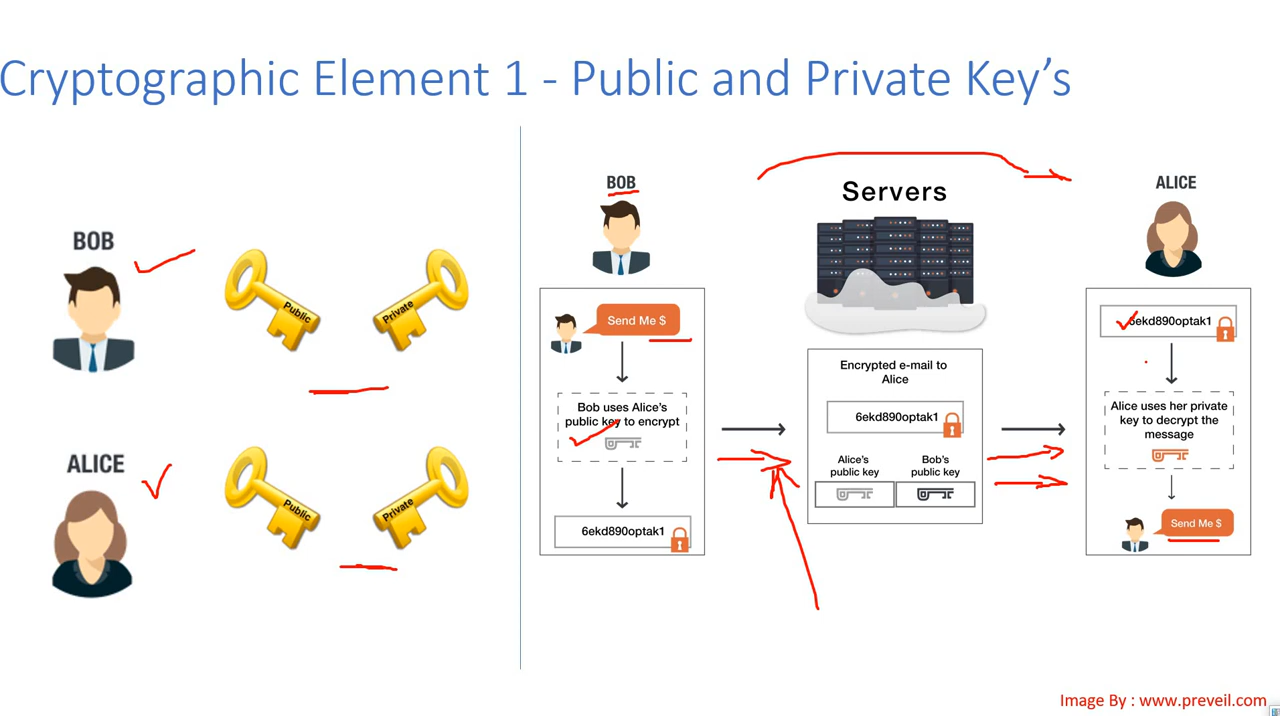 Cryptographic Element 1 - Public and Private Key's
BOB
Public
Private
ALICE
Public
Private
BOB
Send Me $
Bob uses Alice's
public key to encrypt
6ekd890optak1
Servers
Encrypted e-mail to
Alice
6ekd890optak1
Alice's
public key
Bob's
public key
ALICE
6ekd890optak1
Alice uses her private
key to decrypt the
message
Send Me $
Image By : www.preveil.com